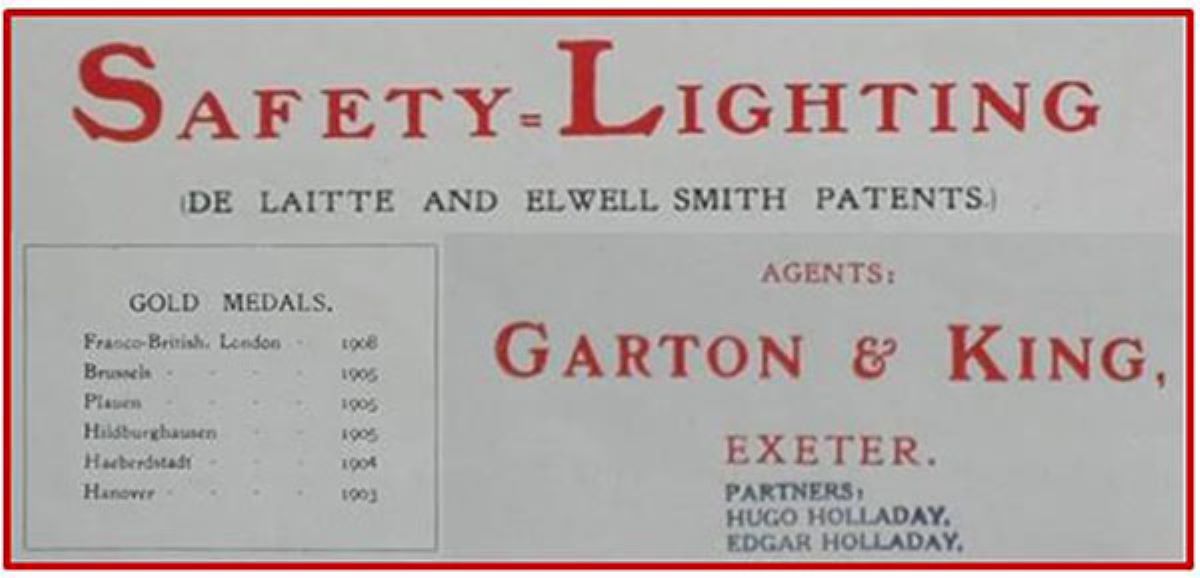 SAFETY=LIGHTING
(DE LAITTE AND ELWELL SMITH PATENTS.)
GOLD MEDALS.
Franco-British, London - 1908
Brussels - - - - 1905
Plauen - - - - 1905
Hildburghausen - - 1905
Haeberdstadt - - - 1904
Hanover - - - - 1903
AGENTS:
GARTON & KING,
EXETER.
PARTNERS:
HUGO HOLLADAY,
EDGAR HOLLADAY,